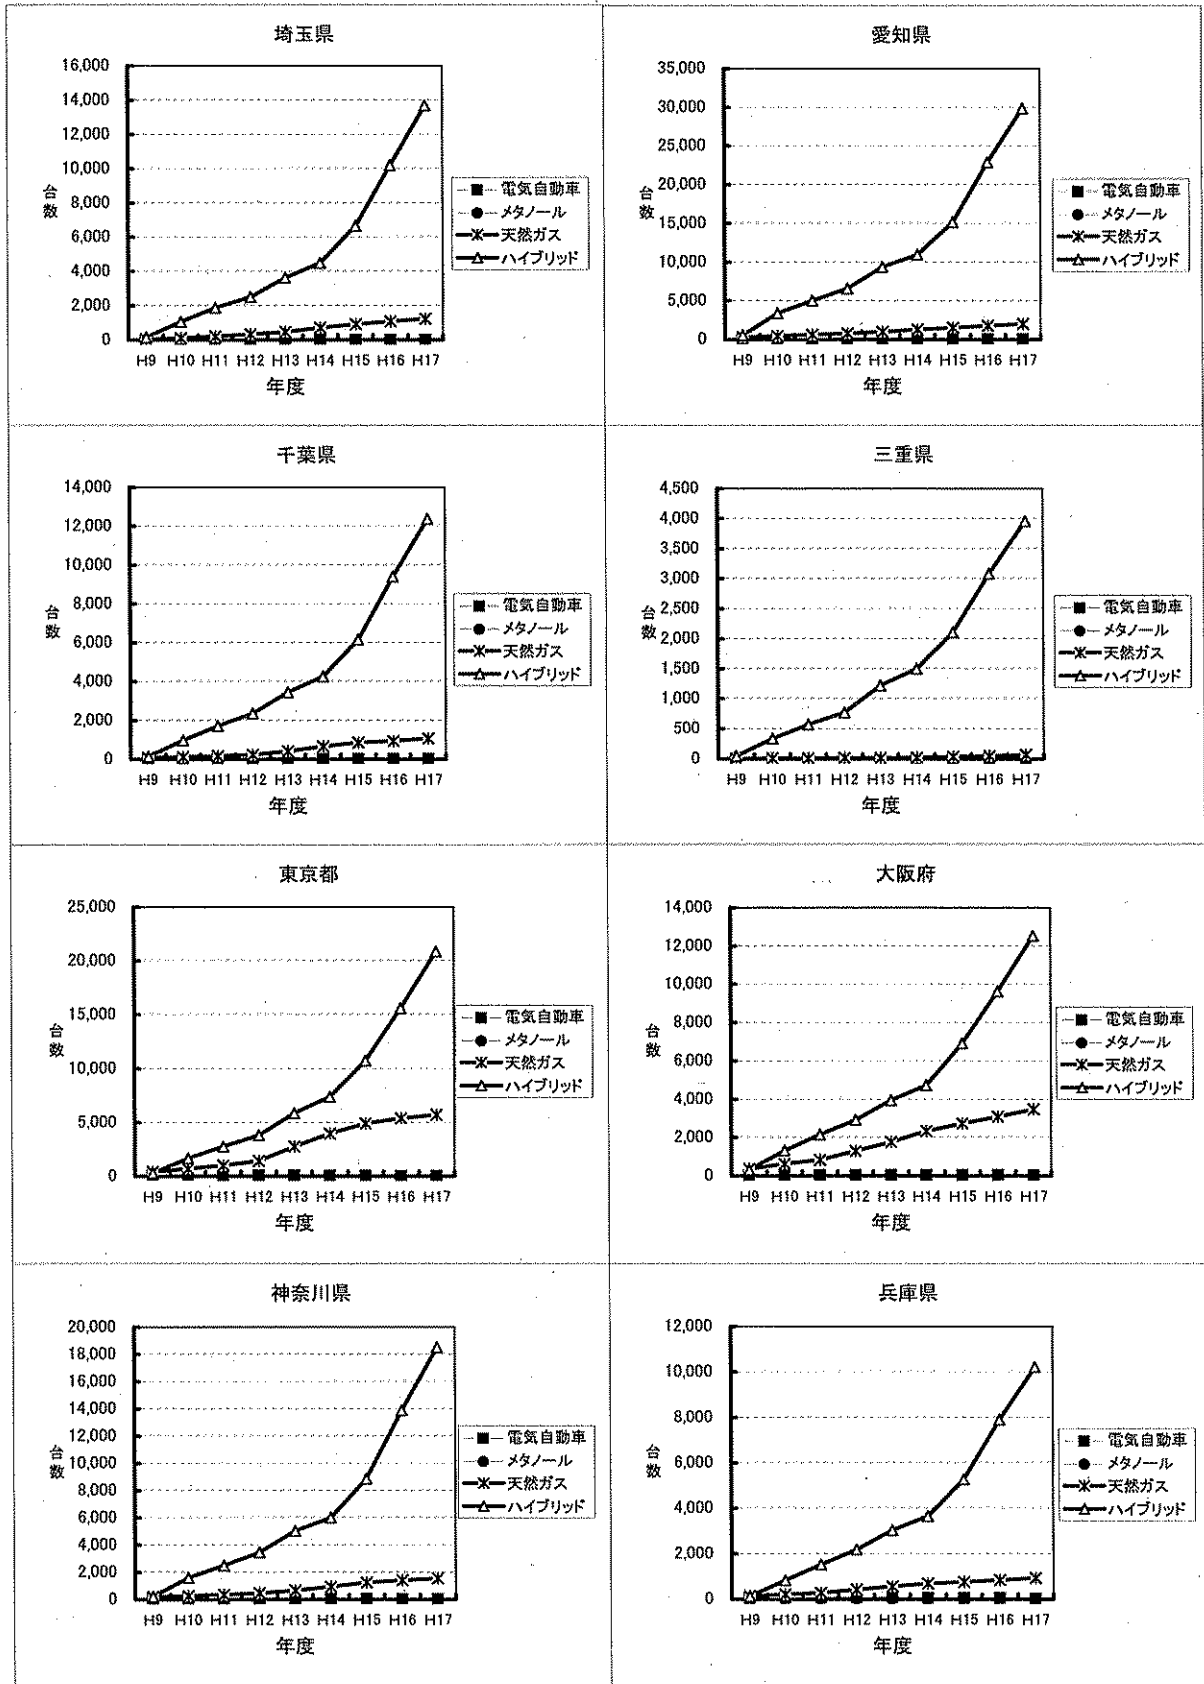 埼玉県
16,000
14,000
12,000
10,000
8,000
6,000
4,000
2,000
0
台数
H9 H10 H11 H12 H13 H14 H15 H16 H17
年度
電気自動車
メタノール
天然ガス
ハイブリッド
愛知県
35,000
30,000
25,000
20,000
15,000
10,000
5,000
0
台数
H9 H10 H11 H12 H13 H14 H15 H16 H17
年度
電気自動車
メタノール
天然ガス
ハイブリッド
千葉県
14,000
12,000
10,000
8,000
6,000
4,000
2,000
0
台数
H9 H10 H11 H12 H13 H14 H15 H16 H17
年度
電気自動車
メタノール
天然ガス
ハイブリッド
三重県
4,500
4,000
3,500
3,000
2,500
2,000
1,500
1,000
500
0
台数
H9 H10 H11 H12 H13 H14 H15 H16 H17
年度
電気自動車
メタノール
天然ガス
ハイブリッド
東京都
25,000
20,000
15,000
10,000
5,000
0
台数
H9 H10 H11 H12 H13 H14 H15 H16 H17
年度
電気自動車
メタノール
天然ガス
ハイブリッド
大阪府
14,000
12,000
10,000
8,000
6,000
4,000
2,000
0
台数
H9 H10 H11 H12 H13 H14 H15 H16 H17
年度
電気自動車
メタノール
天然ガス
ハイブリッド
神奈川県
20,000
18,000
16,000
14,000
12,000
10,000
8,000
6,000
4,000
2,000
0
台数
H9 H10 H11 H12 H13 H14 H15 H16 H17
年度
電気自動車
メタノール
天然ガス
ハイブリッド
兵庫県
12,000
10,000
8,000
6,000
4,000
2,000
0
台数
H9 H10 H11 H12 H13 H14 H15 H16 H17
年度
電気自動車
メタノール
天然ガス
ハイブリッド